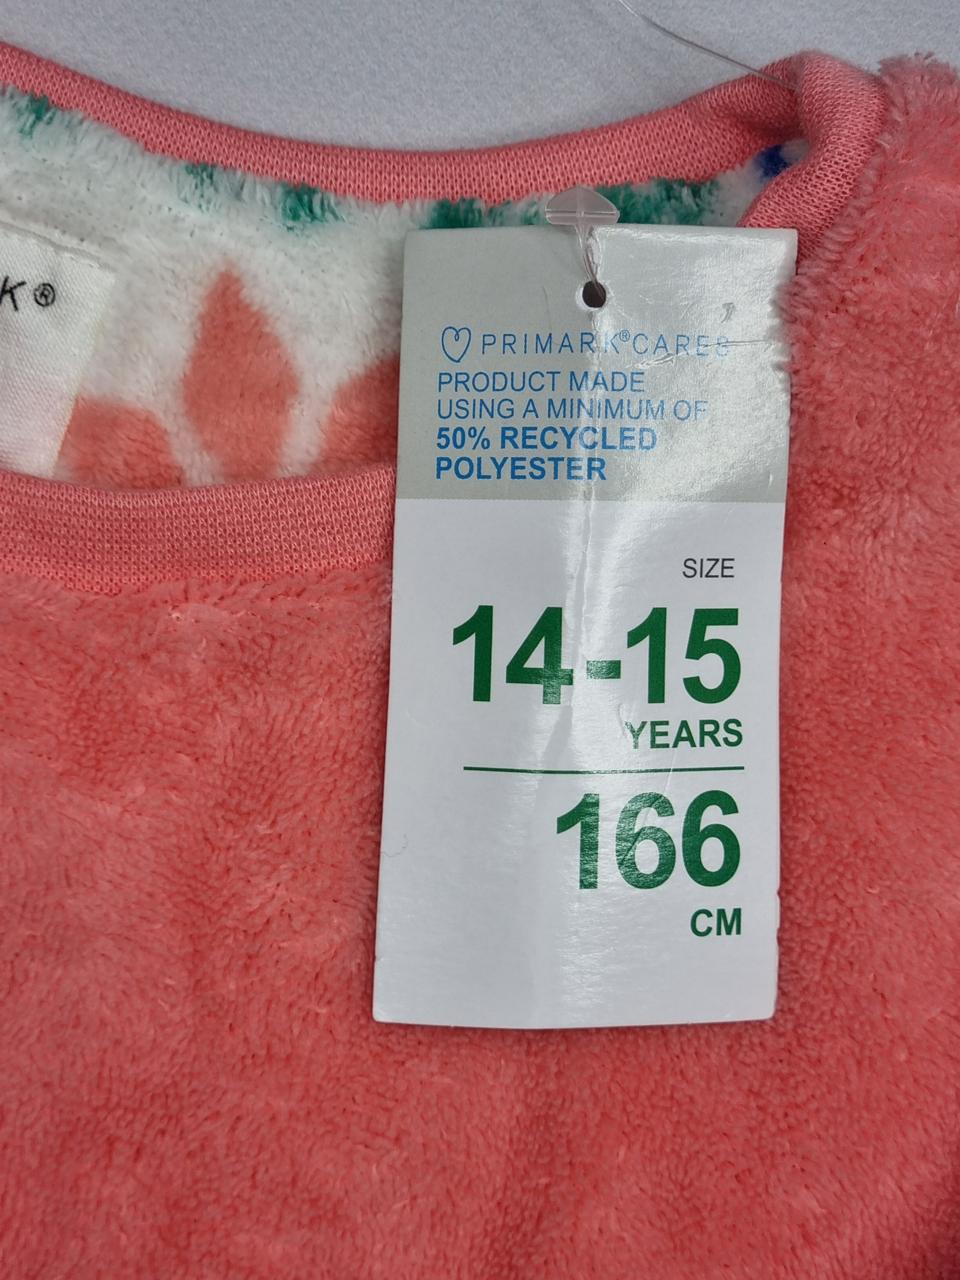 K®
PRIMARK®CARES
PRODUCT MADE
USING A MINIMUM OF
50% RECYCLED
POLYESTER
SIZE
14-15
YEARS
166
CM